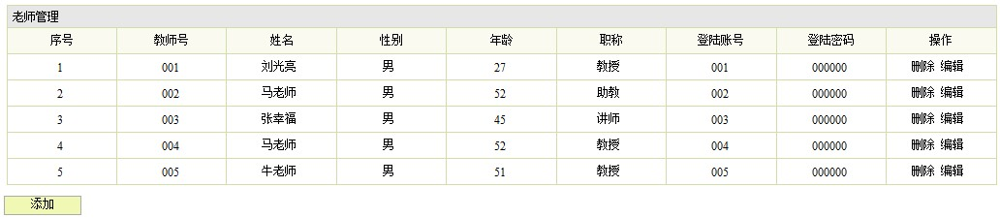 老师管理
序号 教师号 姓名 性别 年龄 职称 登陆账号 登陆密码 操作
1 001 刘光亮 男 27 教授 001 000000 删除 编辑
2 002 马老师 男 52 助教 002 000000 删除 编辑
3 003 张幸福 男 45 讲师 003 000000 删除 编辑
4 004 马老师 男 52 教授 004 000000 删除 编辑
5 005 牛老师 男 51 教授 005 000000 删除 编辑
添加